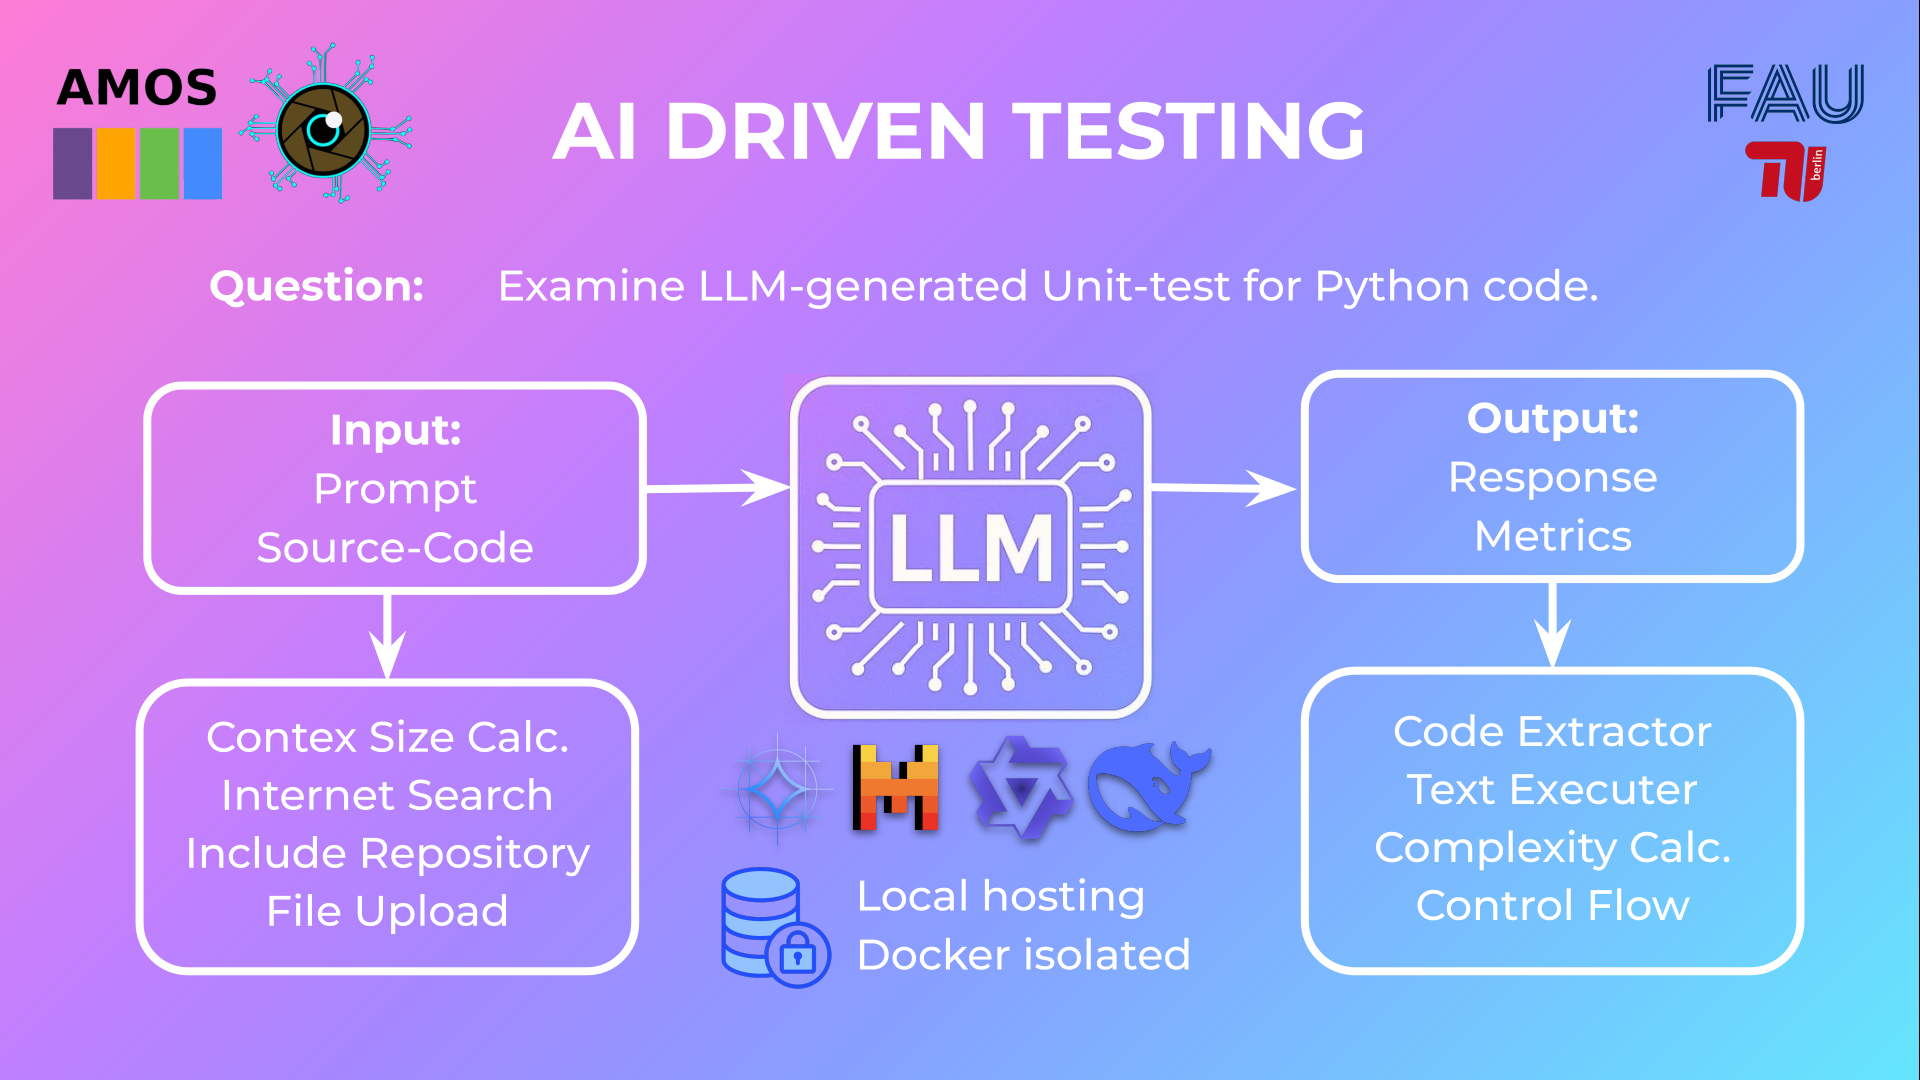 AMOS
AI DRIVEN TESTING
FAU
berlin
Question: Examine LLM-generated Unit-test for Python code.
Input:
Prompt
Source-Code
LLM
Output:
Response
Metrics
Contex Size Calc.
Internet Search
Include Repository
File Upload
Local hosting
Docker isolated
Code Extractor
Text Executer
Complexity Calc.
Control Flow